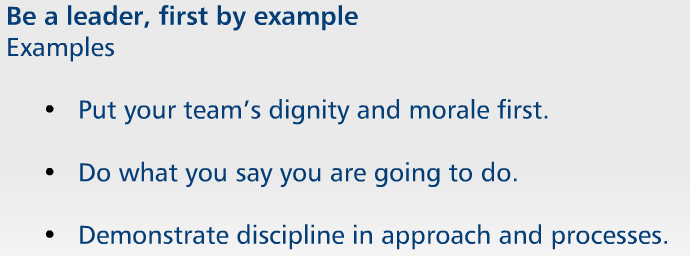 Be a leader, first by example
Examples
• Put your team’s dignity and morale first.
• Do what you say you are going to do.
• Demonstrate discipline in approach and processes.